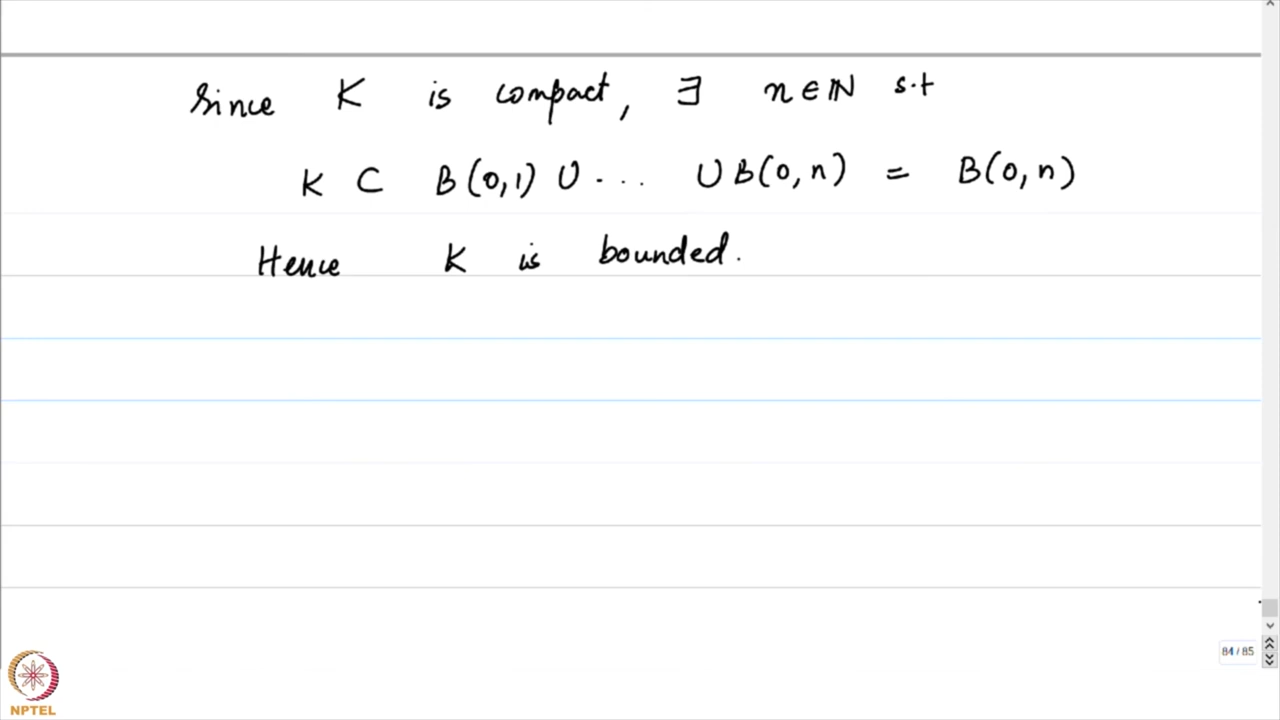 Since K is compact, ∃ n ∈ ℕ s.t
K ⊂ B(0,1) ∪ .... ∪ B(0,n) = B(0,n)
Hence K is bounded.
84 / 85
NPTEL